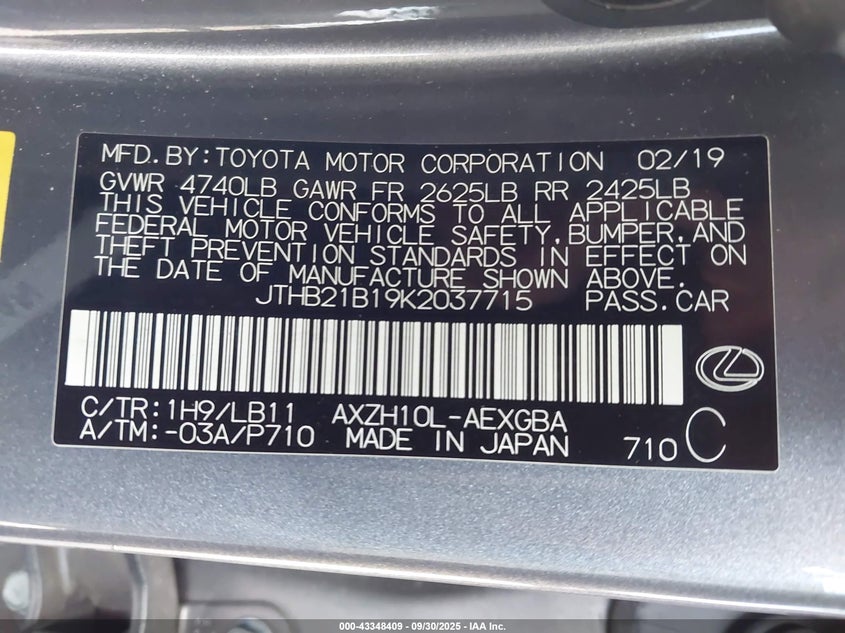 MFD.BY:TOYOTA MOTOR CORPORATION 02/19
GVWR 4740LB GAWR FR 2625LB RR 2425LB
THIS VEHICLE CONFORMS TO ALL APPLICABLE
FEDERAL MOTOR VEHICLE SAFETY,BUMPER,AND
THEFT PREVENTION STANDARDS IN EFFECT ON
THE DATE OF MANUFACTURE SHOWN ABOVE.
JTHB21B19K2037715 PASS.CAR
C/TR:1H9/LB11 AXZH10L-AEXGBA
A/TM:-03A/P710 MADE IN JAPAN 710 C
000-43348409 - 09/30/2025 - IAA Inc.